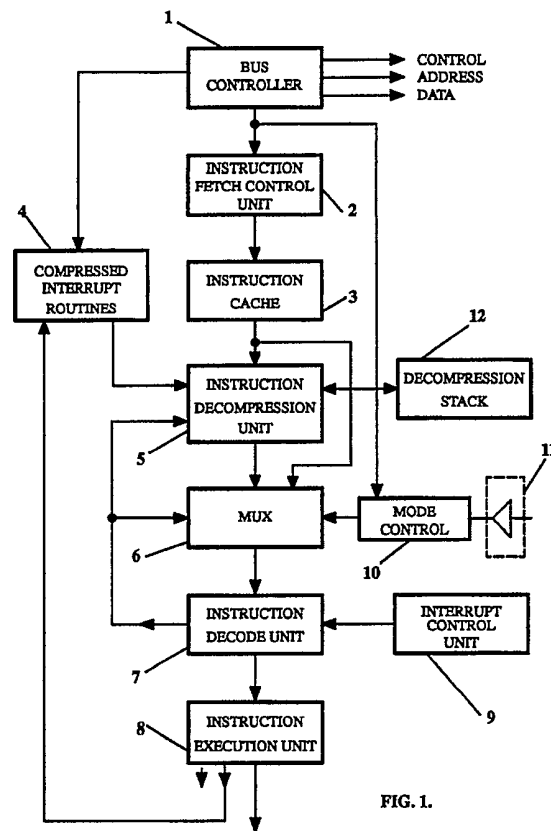 1
BUS
CONTROLLER
CONTROL
ADDRESS
DATA
INSTRUCTION
FETCH CONTROL
UNIT
2
4
COMPRESSED
INTERRUPT
ROUTINES
INSTRUCTION
CACHE
3
12
INSTRUCTION
DECOMPRESSION
UNIT
5
DECOMPRESSION
STACK
11
MUX
6
MODE
CONTROL
10
INSTRUCTION
DECODE UNIT
7
INTERRUPT
CONTROL
UNIT
9
8
INSTRUCTION
EXECUTION UNIT
FIG. 1.